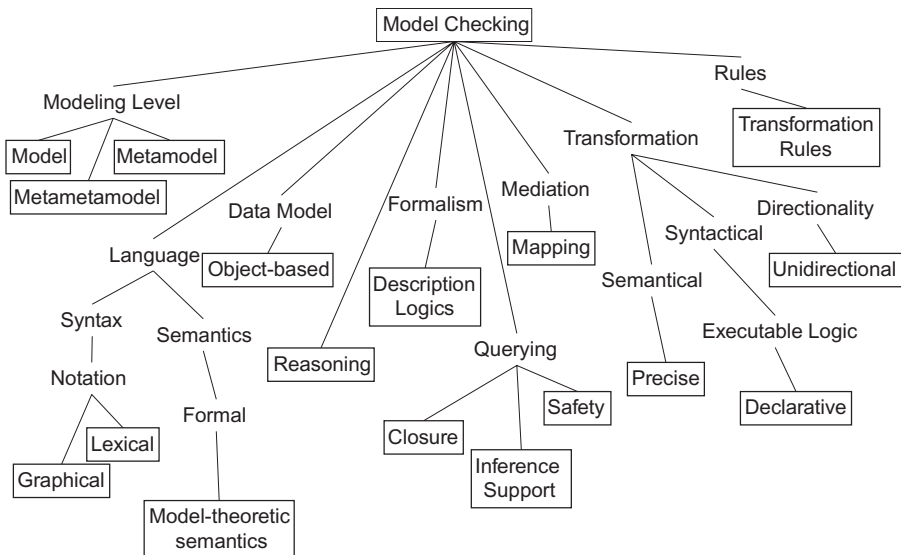 Model Checking
Rules
Modeling Level
Transformation
Rules
Transformation
Model
Metamodel
Metametamodel
Mediation
Formalism
Data Model
Directionality
Syntactical
Mapping
Language
Object-based
Unidirectional
Description
Logics
Semantical
Syntax
Semantics
Executable Logic
Querying
Reasoning
Notation
Precise
Safety
Declarative
Formal
Closure
Lexical
Graphical
Inference
Support
Model-theoretic
semantics